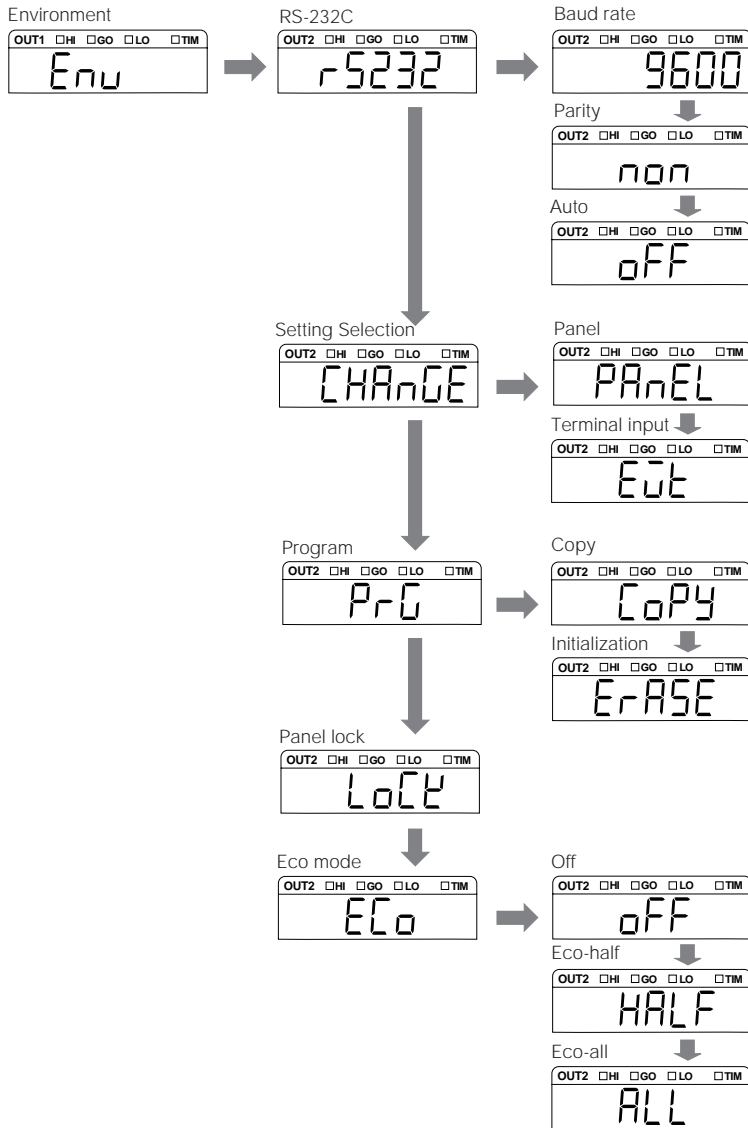 Environment
OUT1 □HI □GO □LO □TIM
Env
RS-232C
OUT2 □HI □GO □LO □TIM
rS232
Baud rate
OUT2 □HI □GO □LO □TIM
9600
Parity
OUT2 □HI □GO □LO □TIM
non
Auto
OUT2 □HI □GO □LO □TIM
oFF
Setting Selection
OUT2 □HI □GO □LO □TIM
CHAnGE
Panel
OUT2 □HI □GO □LO □TIM
PAnEL
Terminal input
OUT2 □HI □GO □LO □TIM
Program
OUT2 □HI □GO □LO □TIM
PrG
Copy
OUT2 □HI □GO □LO □TIM
CoPY
Initialization
OUT2 □HI □GO □LO □TIM
ErASE
Panel lock
OUT2 □HI □GO □LO □TIM
LoCK
Eco mode
OUT2 □HI □GO □LO □TIM
ECo
Off
OUT2 □HI □GO □LO □TIM
oFF
Eco-half
OUT2 □HI □GO □LO □TIM
HALF
Eco-all
OUT2 □HI □GO □LO □TIM
ALL